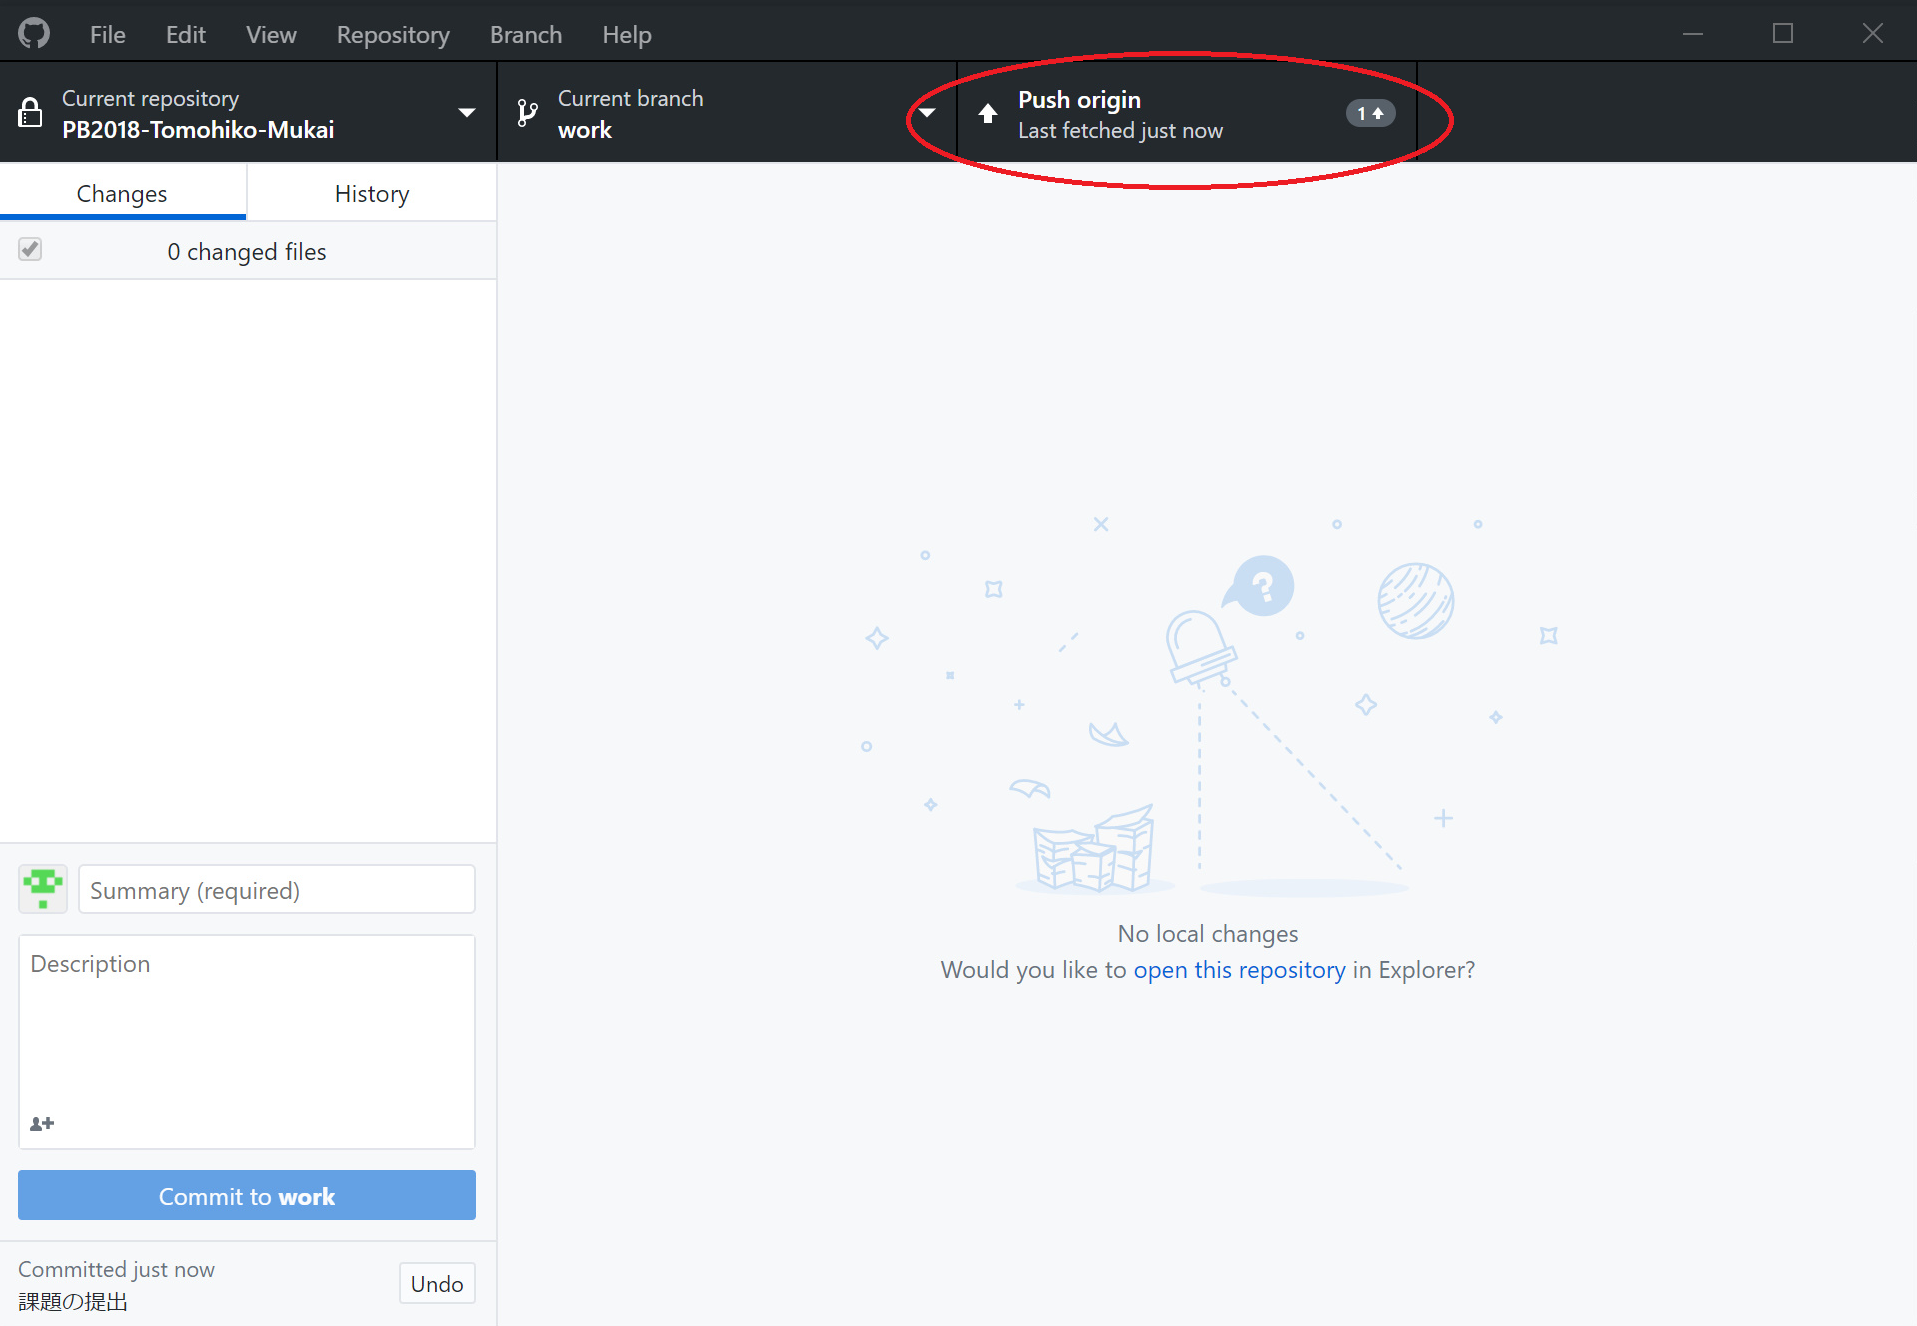 File Edit View Repository Branch Help
Current repository
PB2018-Tomohiko-Mukai
Current branch
work
Push origin
Last fetched just now
1
Changes History
0 changed files
?
No local changes
Would you like to open this repository in Explorer?
Summary (required)
Description
Commit to work
Committed just now
課題の提出
Undo